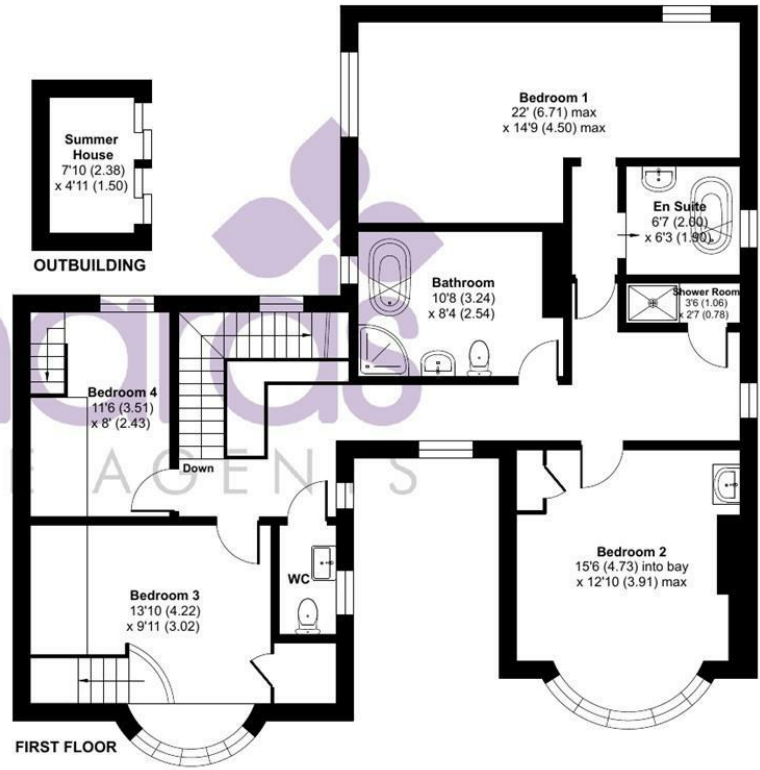 Bedroom 1
22' (6.71) max
x 14'9 (4.50) max
Summer
House
7'10 (2.38)
x 4'11 (1.50)
OUTBUILDING
En Suite
6'7 (2.00)
x 6'3 (1.90)
Bathroom
10'8 (3.24)
x 8'4 (2.54)
Shower Room
3'6 (1.06)
x 2'7 (0.78)
Bedroom 4
11'6 (3.51)
x 8' (2.43)
Down
nards
E AGENTS
WC
Bedroom 2
15'6 (4.73) into bay
x 12'10 (3.91) max
Bedroom 3
13'10 (4.22)
x 9'11 (3.02)
FIRST FLOOR